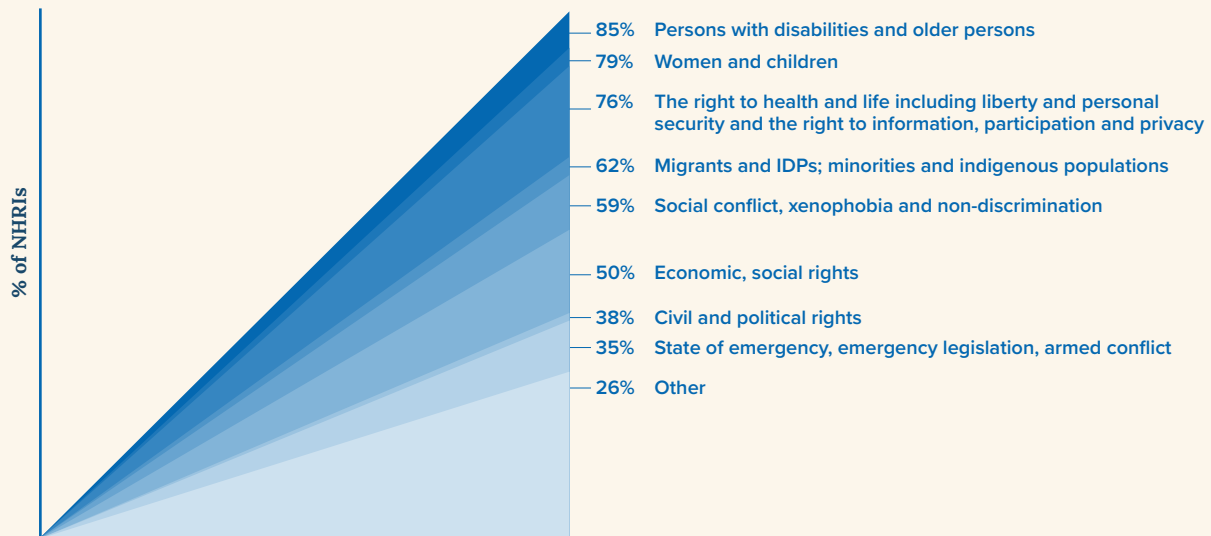 % of NHRIs
85% Persons with disabilities and older persons
79% Women and children
76% The right to health and life including liberty and personal
security and the right to information, participation and privacy
62% Migrants and IDPs; minorities and indigenous populations
59% Social conflict, xenophobia and non-discrimination
50% Economic, social rights
38% Civil and political rights
35% State of emergency, emergency legislation, armed conflict
26% Other